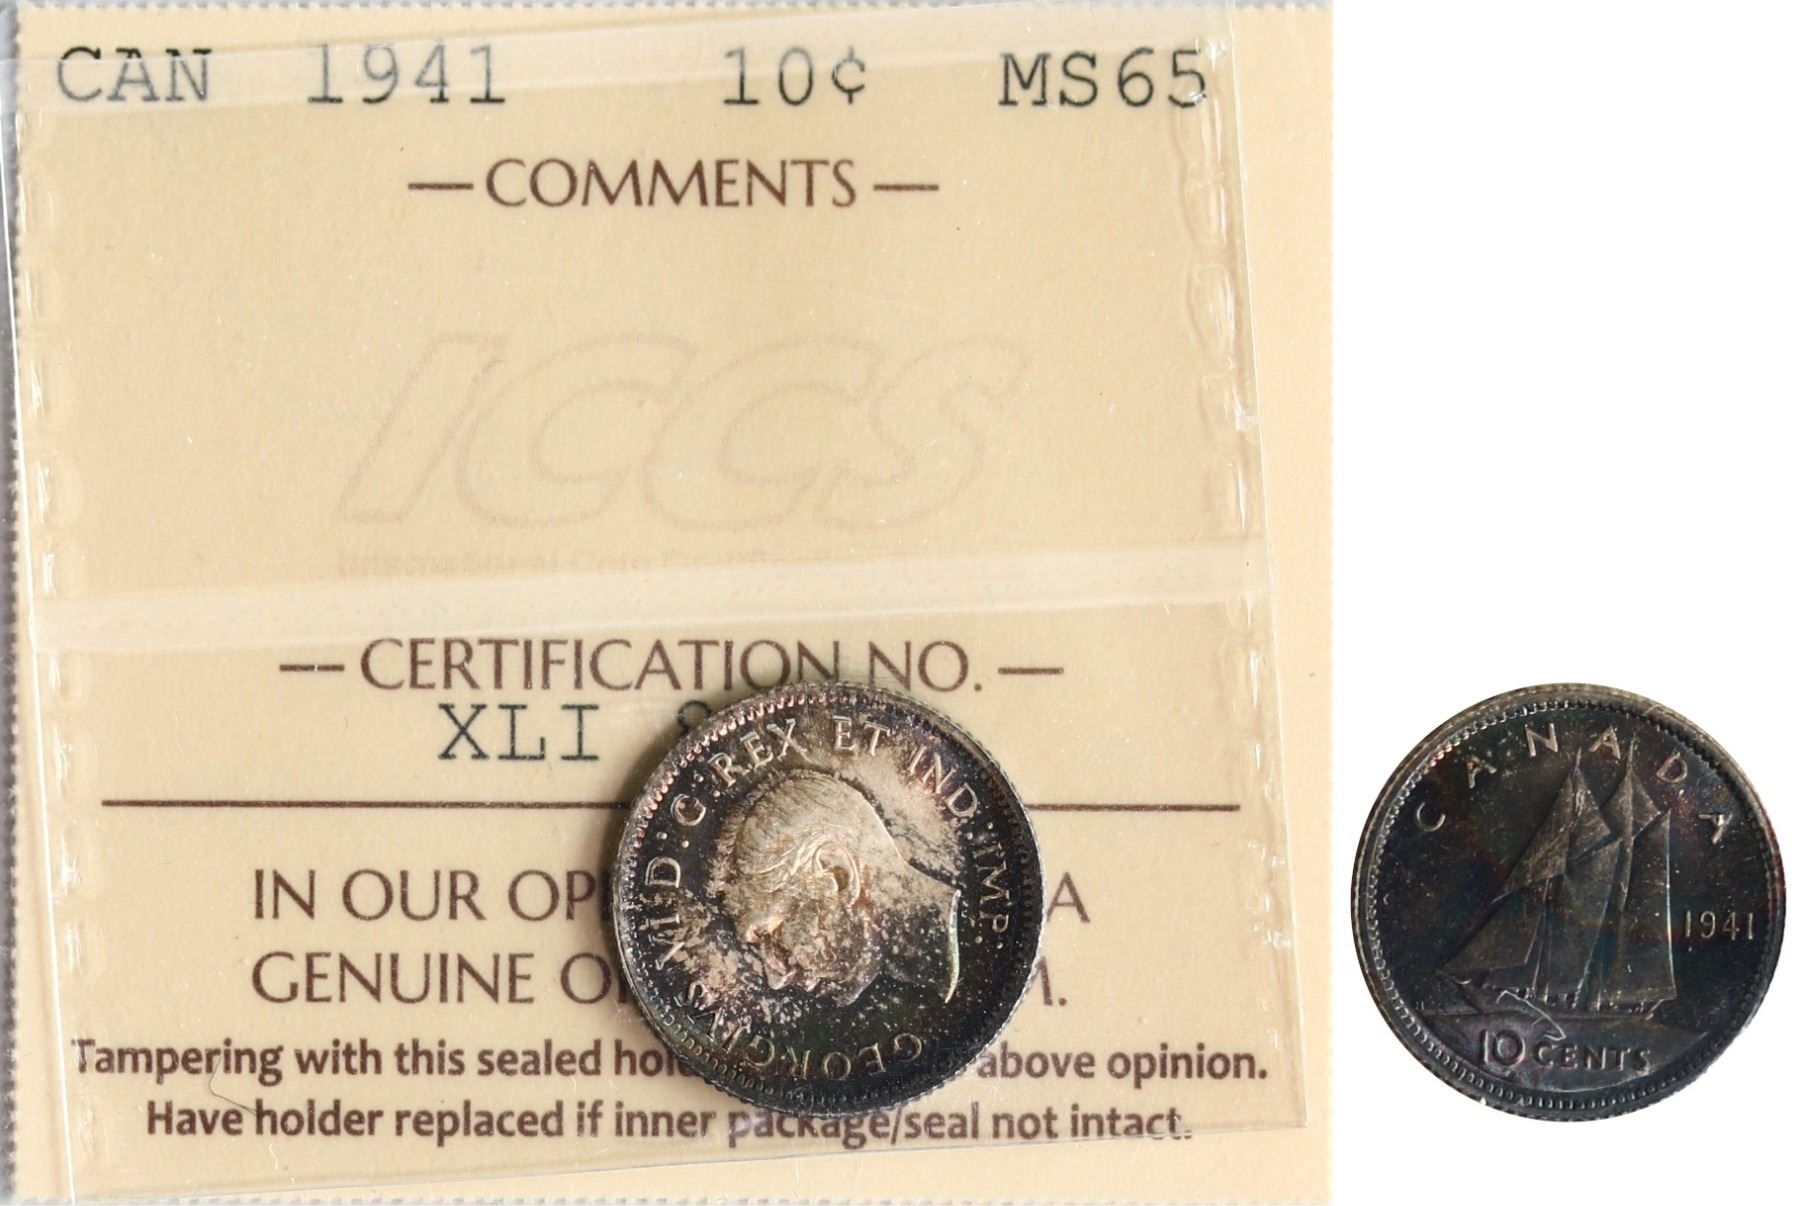 CAN 1941 10¢ MS65
— COMMENTS —
ICCS
International Coin
— CERTIFICATION NO. —
XLI
IN OUR OP A
GENUINE O M.
Tampering with this sealed hol above opinion.
Have holder replaced if inner package/seal not intact.
GEORGIVS VI D:G:REX ET IND:IMP:
CANADA
1941
10 CENTS